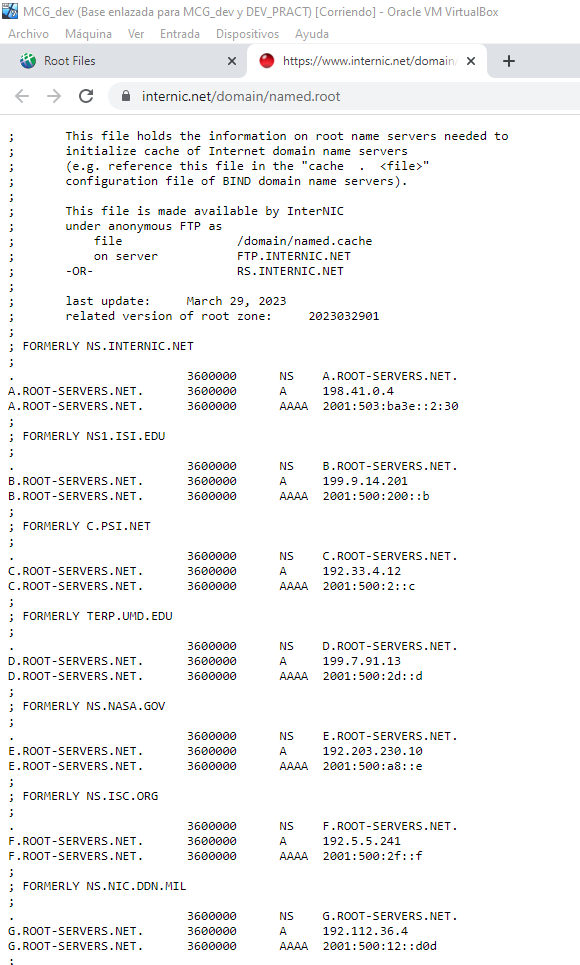 MCG_dev (Base enlazada para MCG_dev y DEV_PRACT) [Corriendo] - Oracle VM VirtualBox
Archivo Máquina Ver Entrada Dispositivos Ayuda
Root Files https://www.internic.net/domain/
internic.net/domain/named.root
; This file holds the information on root name servers needed to
; initialize cache of Internet domain name servers
; (e.g. reference this file in the "cache . <file>"
; configuration file of BIND domain name servers).
;
; This file is made available by InterNIC
; under anonymous FTP as
; file /domain/named.cache
; on server FTP.INTERNIC.NET
; -OR- RS.INTERNIC.NET
;
; last update: March 29, 2023
; related version of root zone: 2023032901
;
; FORMERLY NS.INTERNIC.NET
;
. 3600000 NS A.ROOT-SERVERS.NET.
A.ROOT-SERVERS.NET. 3600000 A 198.41.0.4
A.ROOT-SERVERS.NET. 3600000 AAAA 2001:503:ba3e::2:30
;
; FORMERLY NS1.ISI.EDU
;
. 3600000 NS B.ROOT-SERVERS.NET.
B.ROOT-SERVERS.NET. 3600000 A 199.9.14.201
B.ROOT-SERVERS.NET. 3600000 AAAA 2001:500:200::b
;
; FORMERLY C.PSI.NET
;
. 3600000 NS C.ROOT-SERVERS.NET.
C.ROOT-SERVERS.NET. 3600000 A 192.33.4.12
C.ROOT-SERVERS.NET. 3600000 AAAA 2001:500:2::c
;
; FORMERLY TERP.UMD.EDU
;
. 3600000 NS D.ROOT-SERVERS.NET.
D.ROOT-SERVERS.NET. 3600000 A 199.7.91.13
D.ROOT-SERVERS.NET. 3600000 AAAA 2001:500:2d::d
;
; FORMERLY NS.NASA.GOV
;
. 3600000 NS E.ROOT-SERVERS.NET.
E.ROOT-SERVERS.NET. 3600000 A 192.203.230.10
E.ROOT-SERVERS.NET. 3600000 AAAA 2001:500:a8::e
;
; FORMERLY NS.ISC.ORG
;
. 3600000 NS F.ROOT-SERVERS.NET.
F.ROOT-SERVERS.NET. 3600000 A 192.5.5.241
F.ROOT-SERVERS.NET. 3600000 AAAA 2001:500:2f::f
;
; FORMERLY NS.NIC.DDN.MIL
;
. 3600000 NS G.ROOT-SERVERS.NET.
G.ROOT-SERVERS.NET. 3600000 A 192.112.36.4
G.ROOT-SERVERS.NET. 3600000 AAAA 2001:500:12::d0d
;